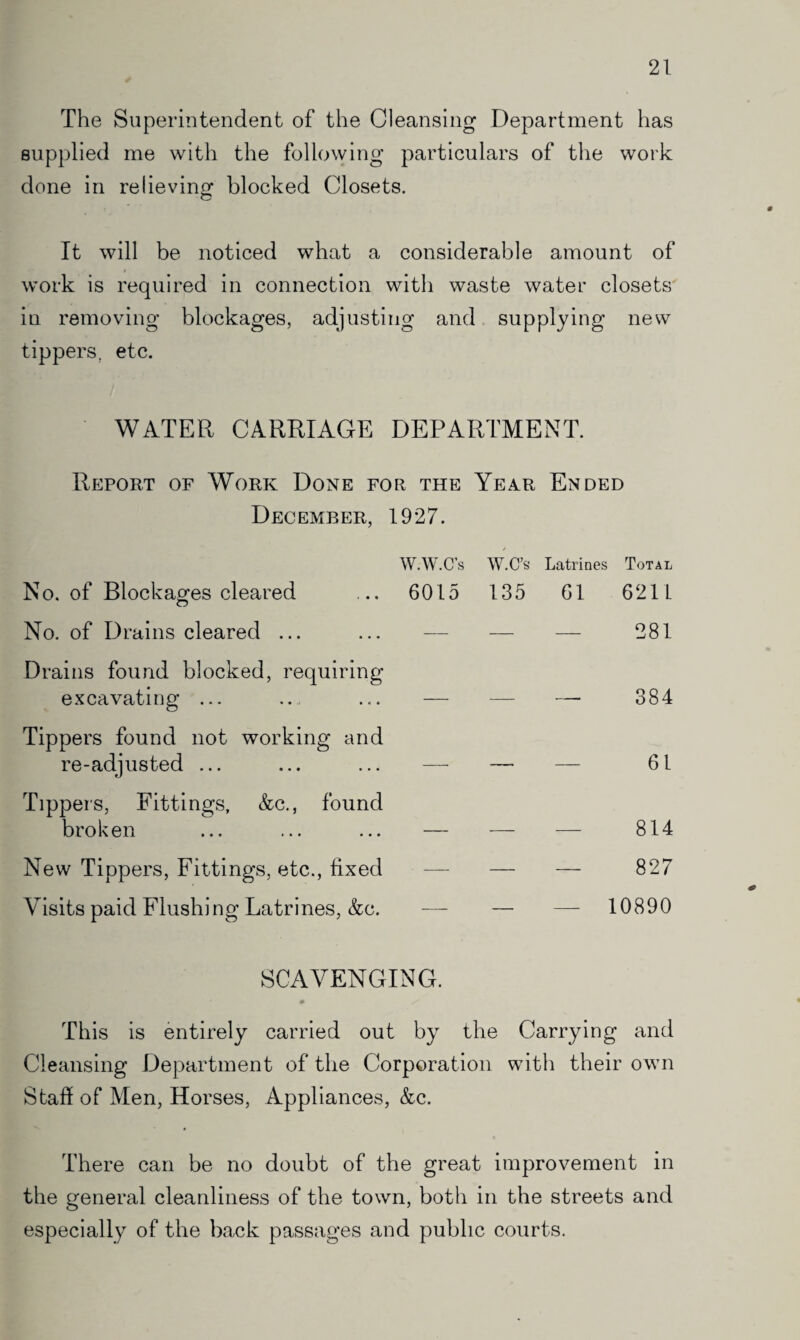 21
The Superintendent of the Cleansing Department has
supplied me with the following particulars of the work
done in relieving blocked Closets.
It will be noticed what a considerable amount of
work is required in connection with waste water closets
in removing blockages, adjusting and supplying new
tippers, etc.
WATER CARRIAGE DEPARTMENT.
Report of Work Done for the Year Ended
December, 1927.
W.W.C's W.C's Latrines Total
No. of Blockages cleared ... 6015 135 61 6211
No. of Drains cleared ... ... — — — 281
Drains found blocked, requiring
excavating ... ... ... — — — 384
Tippers found not working and
re-adjusted ... ... ... — — — 61
Tippers, Fittings, &c., found
broken ... ... ... — — — 814
New Tippers, Fittings, etc., fixed — — — 827
Visits paid Flushing Latrines, &c. — — — 10890
SCAVENGING.
This is entirely carried out by the Carrying and
Cleansing Department of the Corporation with their own
Staff of Men, Horses, Appliances, &c.
There can be no doubt of the great improvement in
the general cleanliness of the town, both in the streets and
especially of the back passages and public courts.